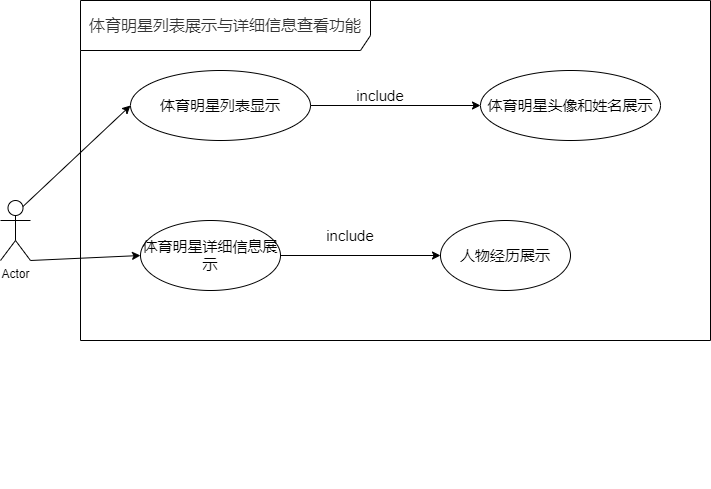 体育明星列表展示与详细信息查看功能
体育明星列表显示
include
体育明星头像和姓名展示
体育明星详细信息展
示
include
人物经历展示
Actor